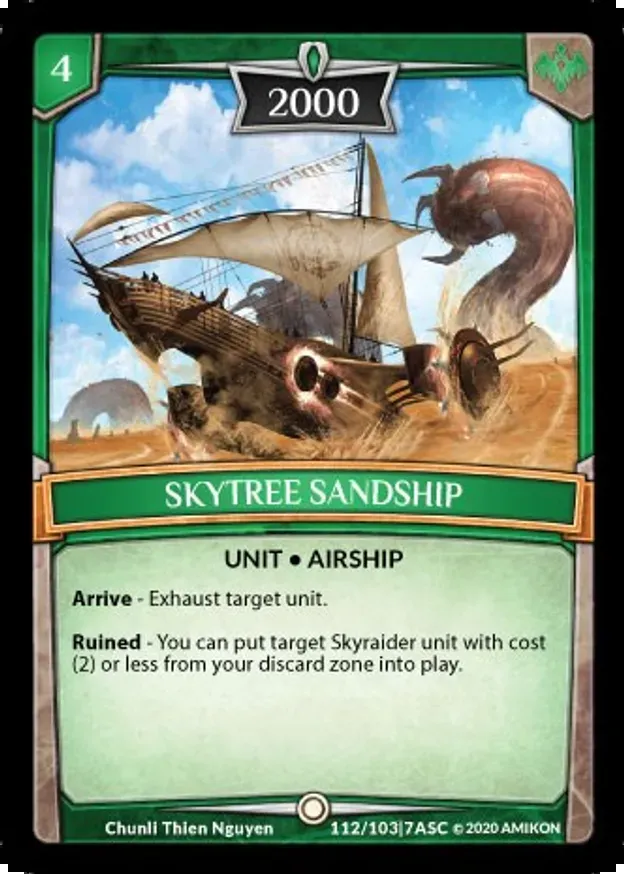 4
2000
SKYTREE SANDSHIP
UNIT • AIRSHIP
Arrive - Exhaust target unit.
Ruined - You can put target Skyraider unit with cost
(2) or less from your discard zone into play.
Chunli Thien Nguyen 112/103|7ASC © 2020 AMIKON